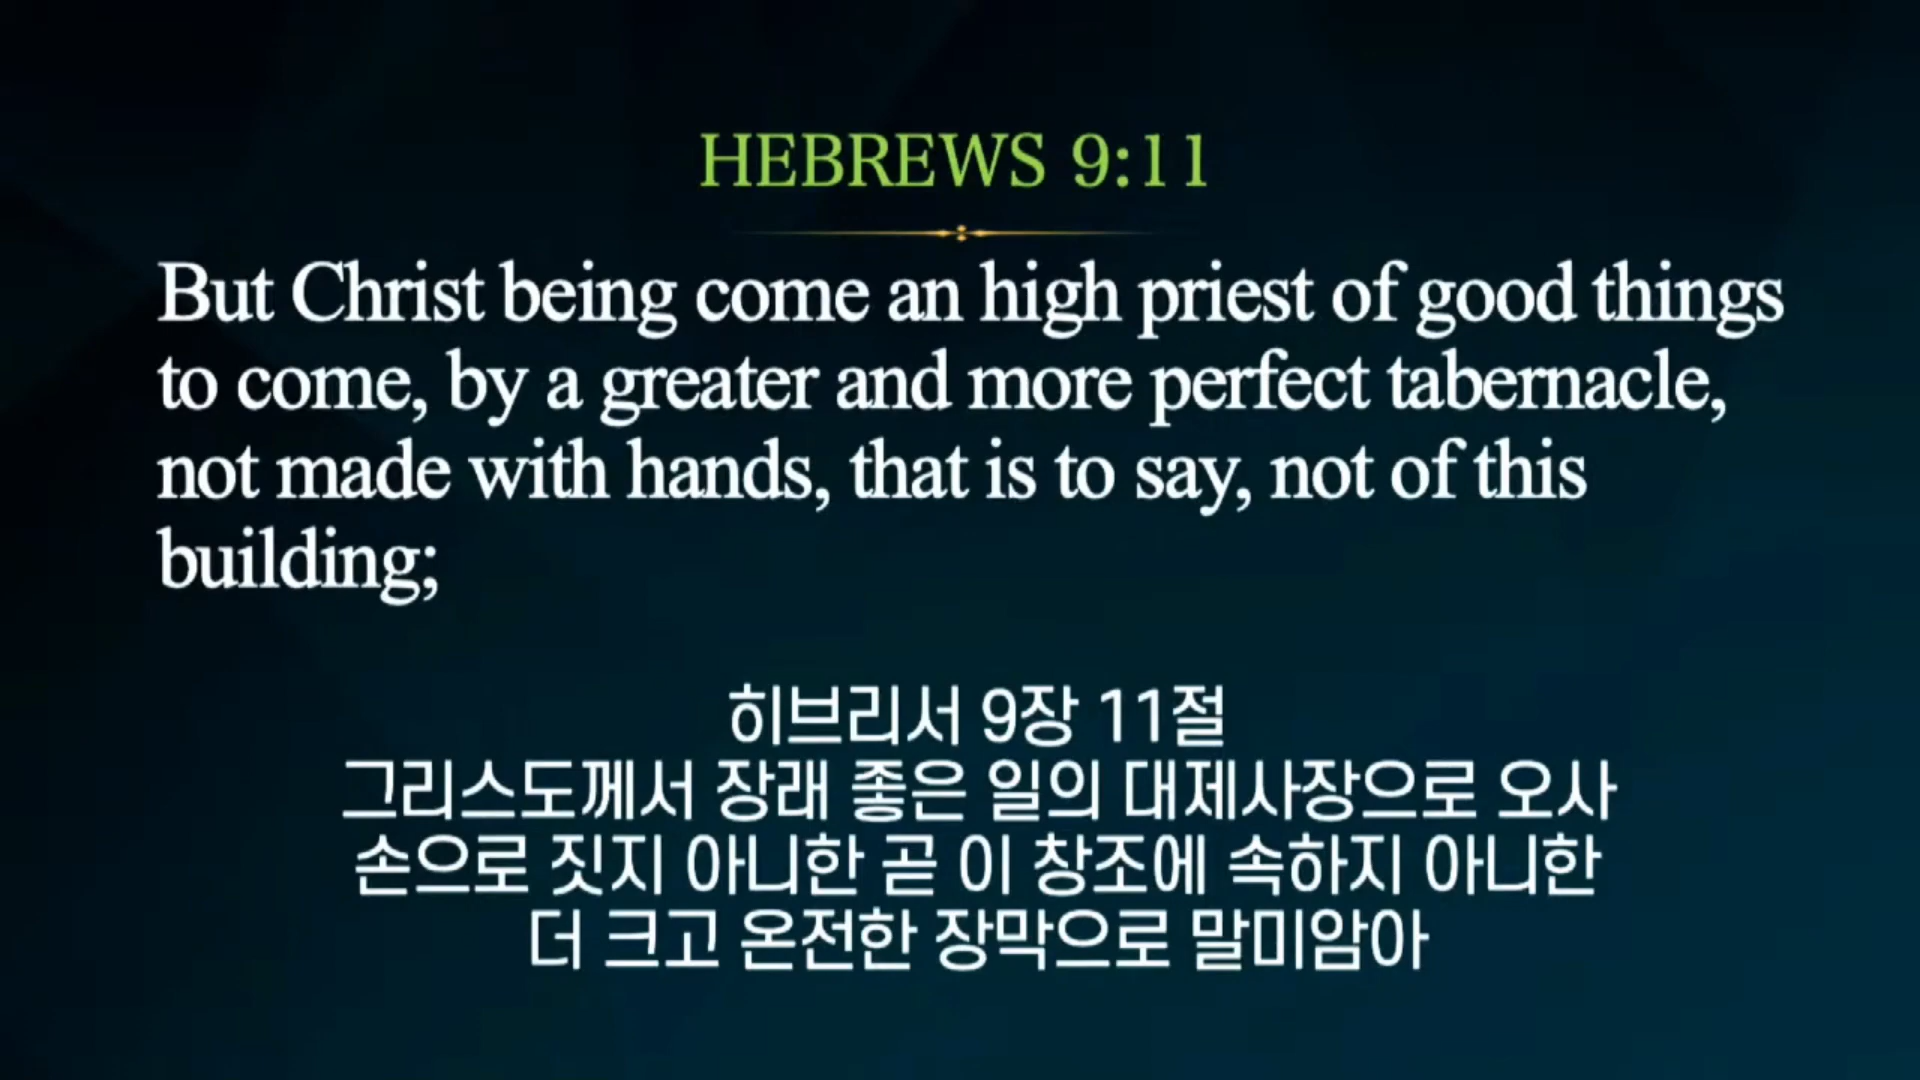 HEBREWS 9:11
But Christ being come an high priest of good things
to come, by a greater and more perfect tabernacle,
not made with hands, that is to say, not of this
building;
히브리서 9장 11절
그리스도께서 장래 좋은 일의 대제사장으로 오사
손으로 짓지 아니한 곧 이 창조에 속하지 아니한
더 크고 온전한 장막으로 말미암아